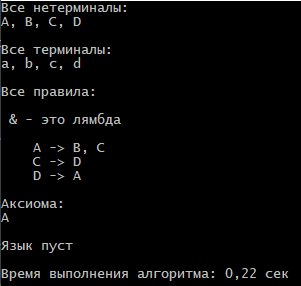 Все нетерминалы:
A, B, C, D
Все терминалы:
a, b, c, d
Все правила:
& - это лямбда
A -> B, C
C -> D
D -> A
Аксиома:
A
Язык пуст
Время выполнения алгоритма: 0,22 сек